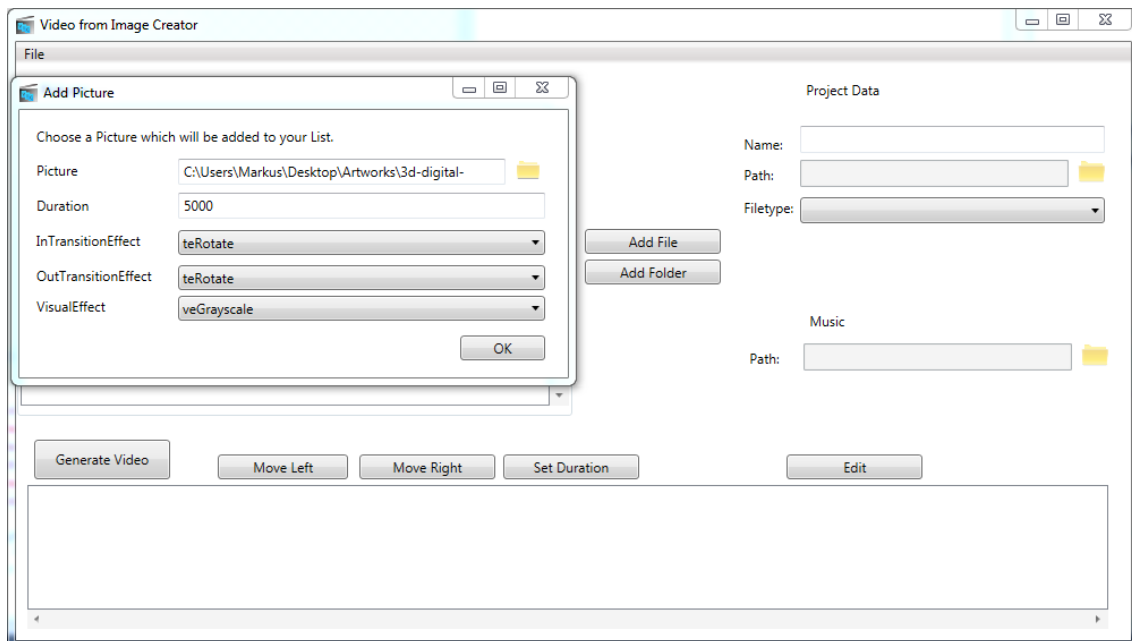 Video from Image Creator
File
Add Picture
Choose a Picture which will be added to your List.
Picture
C:\Users\Markus\Desktop\Artworks\3d-digital-
Duration
5000
InTransitionEffect
teRotate
OutTransitionEffect
teRotate
VisualEffect
veGrayscale
OK
Add File
Add Folder
Project Data
Name:
Path:
Filetype:
Music
Path:
Generate Video
Move Left
Move Right
Set Duration
Edit